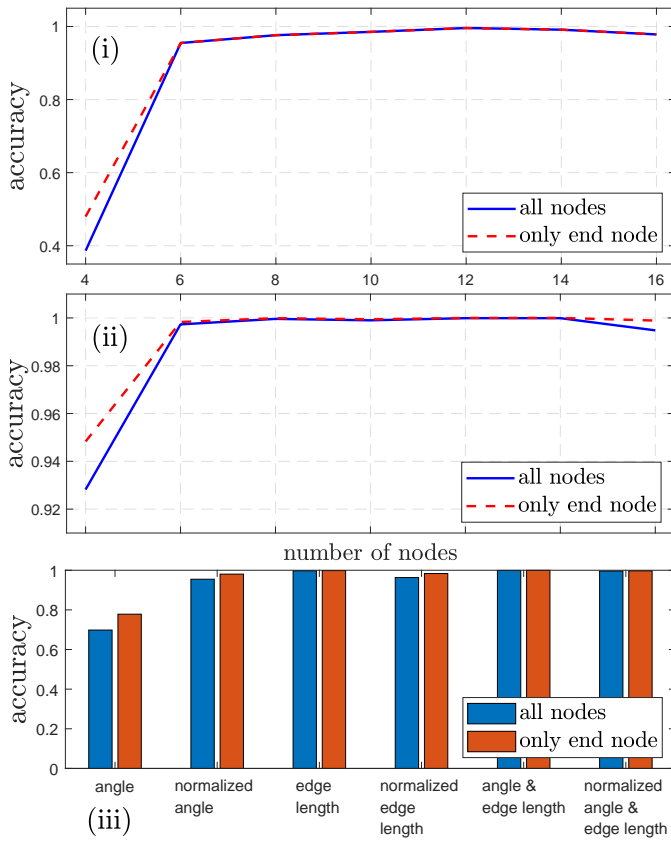 1
0.8
0.6
0.4
accuracy
(i)
all nodes
only end node
4 6 8 10 12 14 16
1
0.98
0.96
0.94
0.92
accuracy
(ii)
all nodes
only end node
number of nodes
1
0.8
0.6
0.4
0.2
0
accuracy
all nodes
only end node
angle
normalized
angle
edge
length
normalized
edge
length
angle &
edge length
normalized
angle &
edge length
(iii)